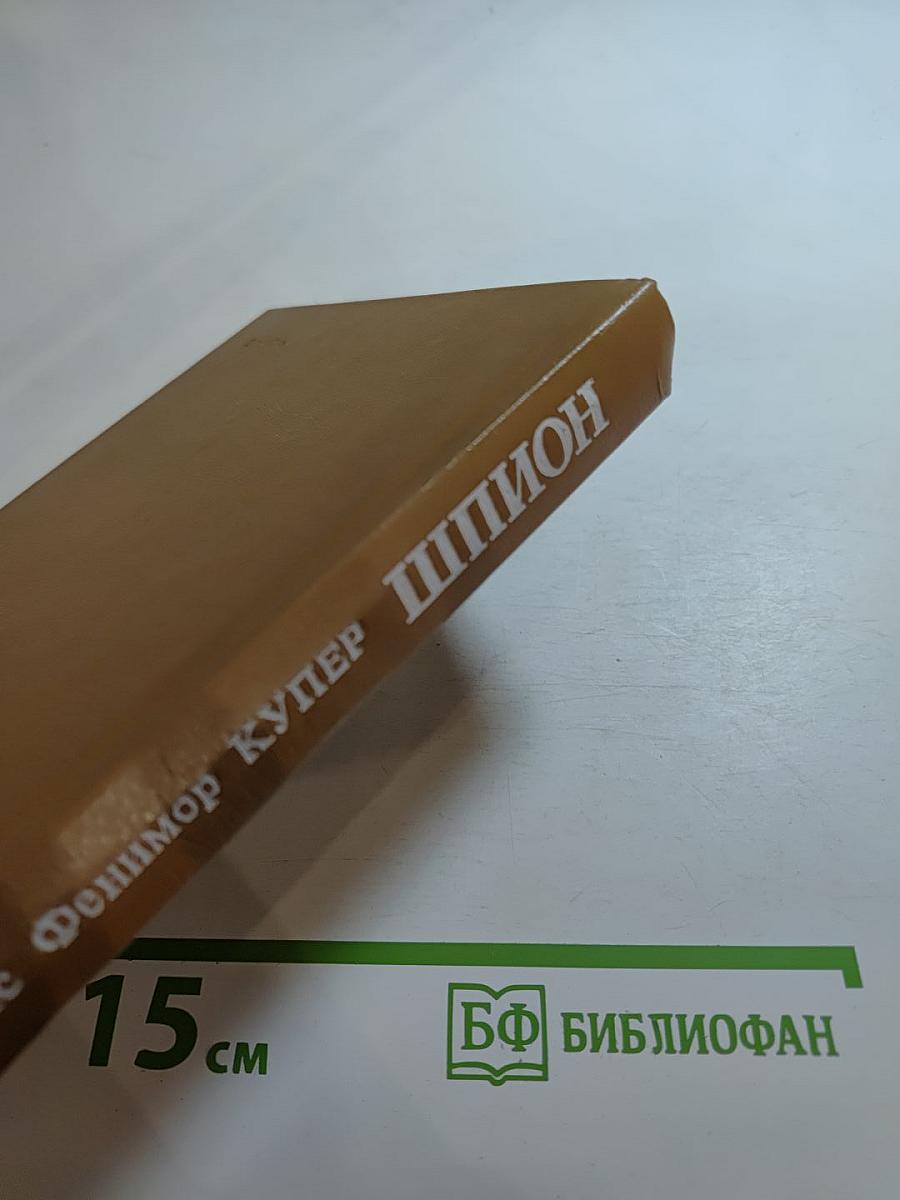 с Фенимор КУПЕР ШПИОН
15 см
БФ БИБЛИОФАН